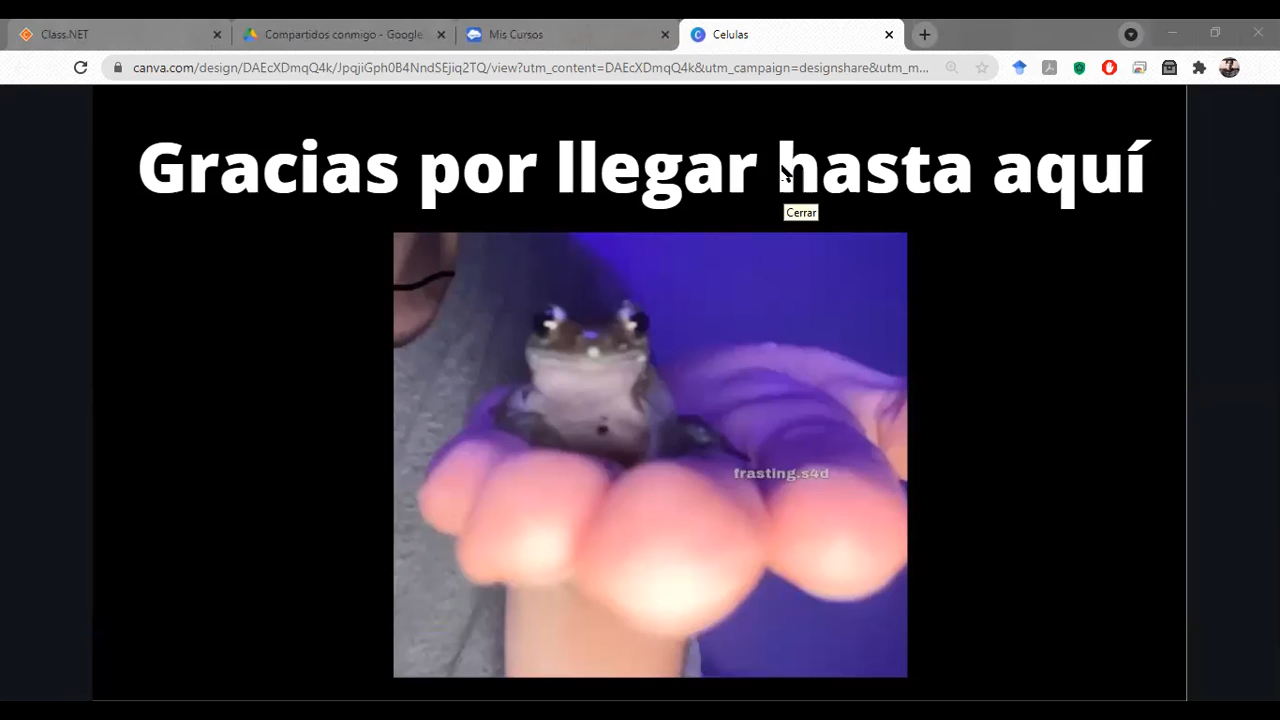 Class.NET
Compartidos conmigo - Google
Mis Cursos
Celulas
canva.com/design/DAEcXDmqQ4k/JpqjiGph0B4NndSEjiq2TQ/view?utm_content=DAEcXDmqQ4k&utm_campaign=designshare&utm_m...
Gracias por llegar hasta aquí
Cerrar
frasting.s4d